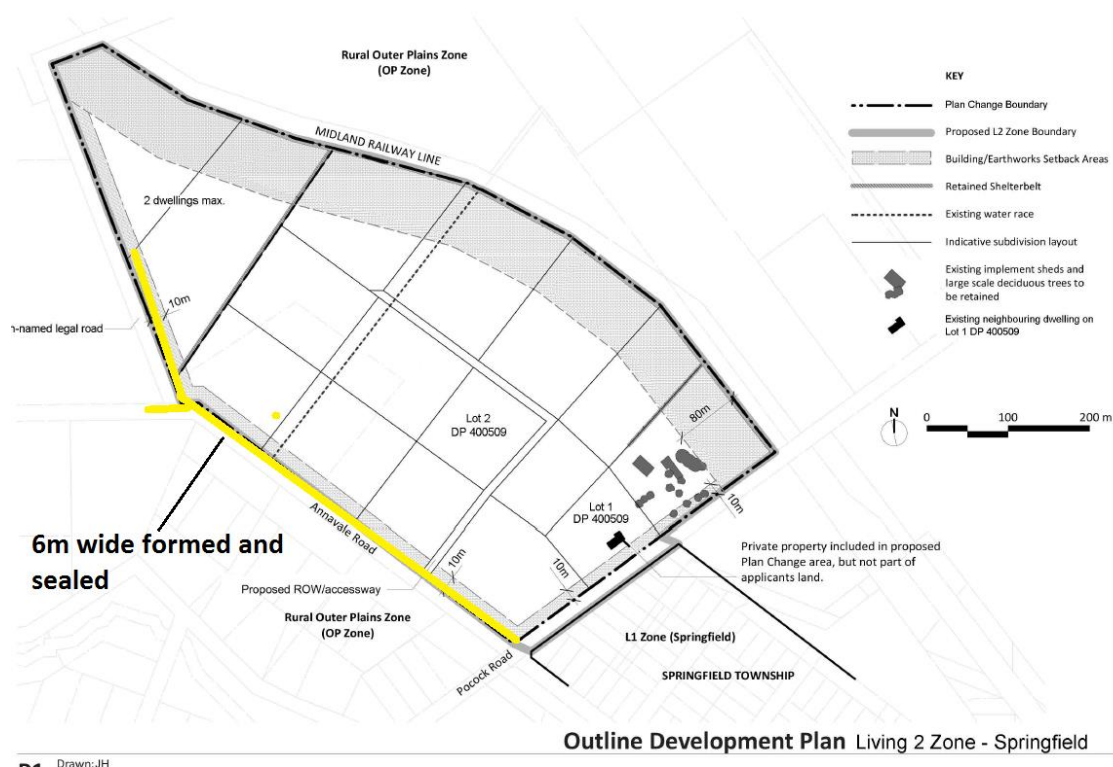 Rural Outer Plains Zone
(OP Zone)
MIDLAND RAILWAY LINE
2 dwellings max.
10m
n-named legal road
Lot 2
DP 400509
80m
10m
Lot 1
DP 400509
Annavale Road
6m wide formed and
sealed
10m
10m
Proposed ROW/accessway
Private property included in proposed
Plan Change area, but not part of
applicants land.
Rural Outer Plains Zone
(OP Zone)
Pocock Road
L1 Zone (Springfield)
SPRINGFIELD TOWNSHIP
KEY
Plan Change Boundary
Proposed L2 Zone Boundary
Building/Earthworks Setback Areas
Retained Shelterbelt
Existing water race
Indicative subdivision layout
Existing implement sheds and
large scale deciduous trees to
be retained
Existing neighbouring dwelling on
Lot 1 DP 400509
N
0 100 200 m
Outline Development Plan Living 2 Zone - Springfield
Drawn: JH